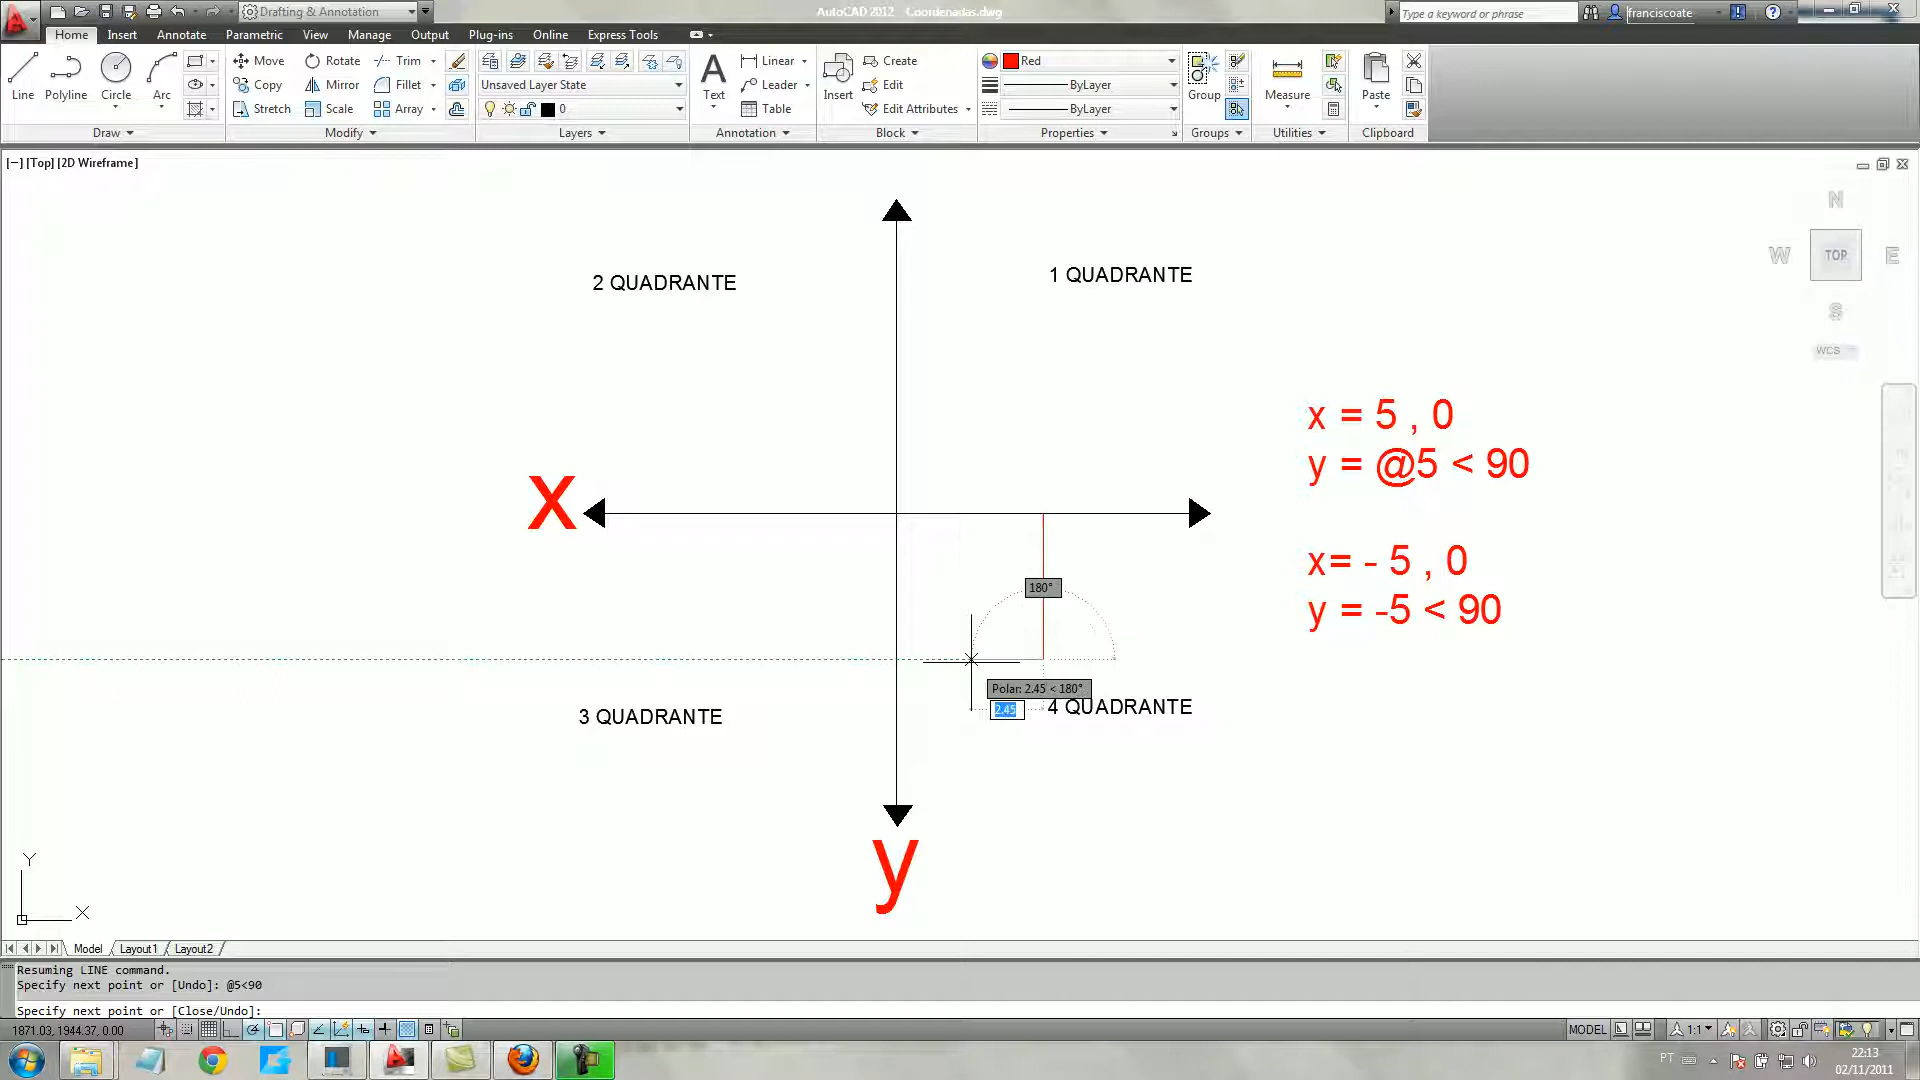 Drafting & Annotation
AutoCAD 2012 Coordenadas.dwg
Type a keyword or phrase
franciscoate
Home Insert Annotate Parametric View Manage Output Plug-ins Online Express Tools
Move Rotate Trim
Copy Mirror Fillet
Stretch Scale Array
Line Polyline Circle Arc
Unsaved Layer State
0
Text
Linear
Leader
Table
Insert
Create
Edit
Edit Attributes
Red
ByLayer
ByLayer
Group
Measure
Paste
Draw Modify Layers Annotation Block Properties Groups Utilities Clipboard
[−] [Top] [2D Wireframe]
N
W TOP E
S
WCS
2 QUADRANTE
1 QUADRANTE
x = 5 , 0
y = @5 < 90
x
x= - 5 , 0
y = -5 < 90
180°
Polar: 2.45 < 180°
2.45
4 QUADRANTE
3 QUADRANTE
y
Y
X
Model Layout1 Layout2
Resuming LINE command.
Specify next point or [Undo]: @5<90
Specify next point or [Close/Undo]:
1871.03, 1944.37, 0.00
MODEL
1:1
PT
22:13
02/11/2011